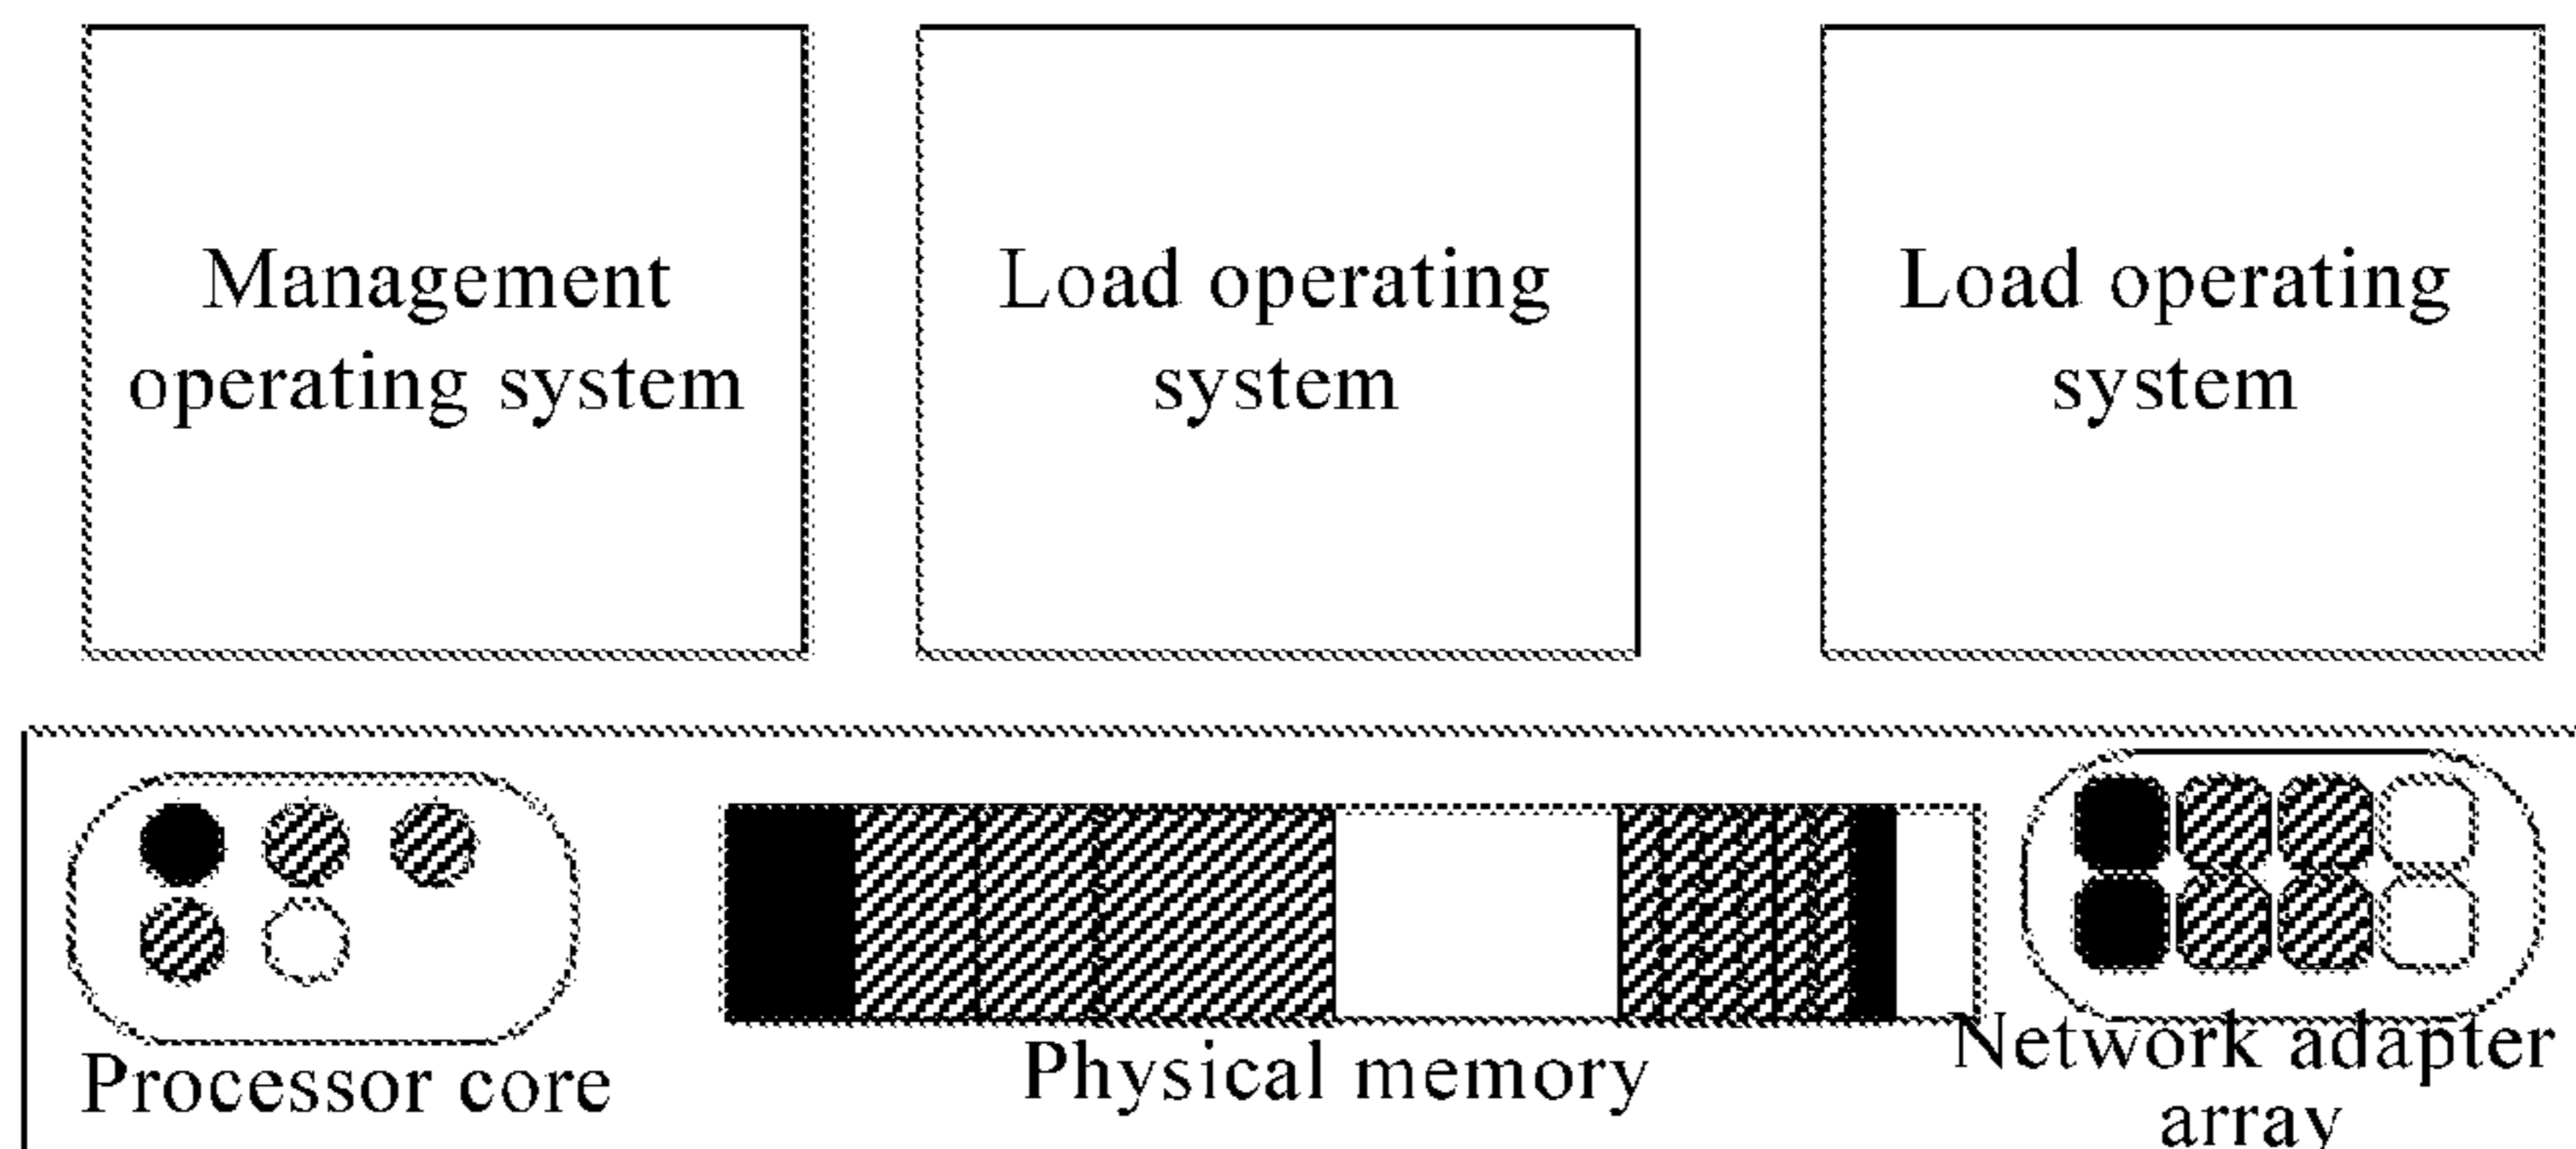 Management
operating system
Load operating
system
Load operating
system
Processor core
Physical memory
Network adapter
array